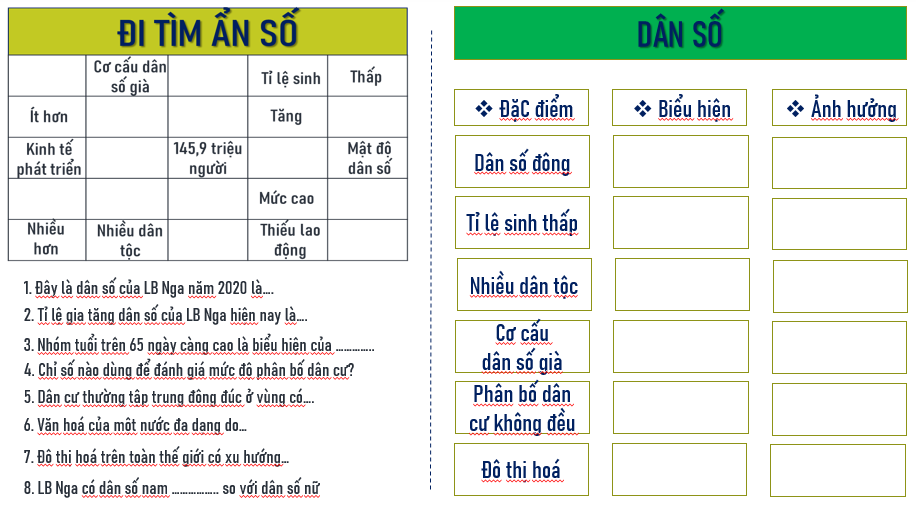 ĐI TÌM ẨN SỐ
Cơ cấu dân
số già
Tỉ lệ sinh
Thấp
Ít hơn
Tăng
Kinh tế
phát triển
145,9 triệu
người
Mật độ
dân số
Mức cao
Nhiều
hơn
Nhiều dân
tộc
Thiếu lao
động
1. Đây là dân số của LB Nga năm 2020 là....
2. Tỉ lệ gia tăng dân số của LB Nga hiện nay là....
3. Nhóm tuổi trên 65 ngày càng cao là biểu hiện của ..............
4. Chỉ số nào dùng để đánh giá mức độ phân bố dân cư?
5. Dân cư thường tập trung đông đúc ở vùng có....
6. Văn hoá của một nước đa dạng do...
7. Đô thị hoá trên toàn thế giới có xu hướng...
8. LB Nga có dân số nam ................ so với dân số nữ
DÂN SỐ
❖ ĐặC điểm
❖ Biểu hiện
❖ Ảnh hưởng
Dân số đông
Tỉ lệ sinh thấp
Nhiều dân tộc
Cơ cấu
dân số già
Phân bố dân
cư không đều
Đô thị hoá